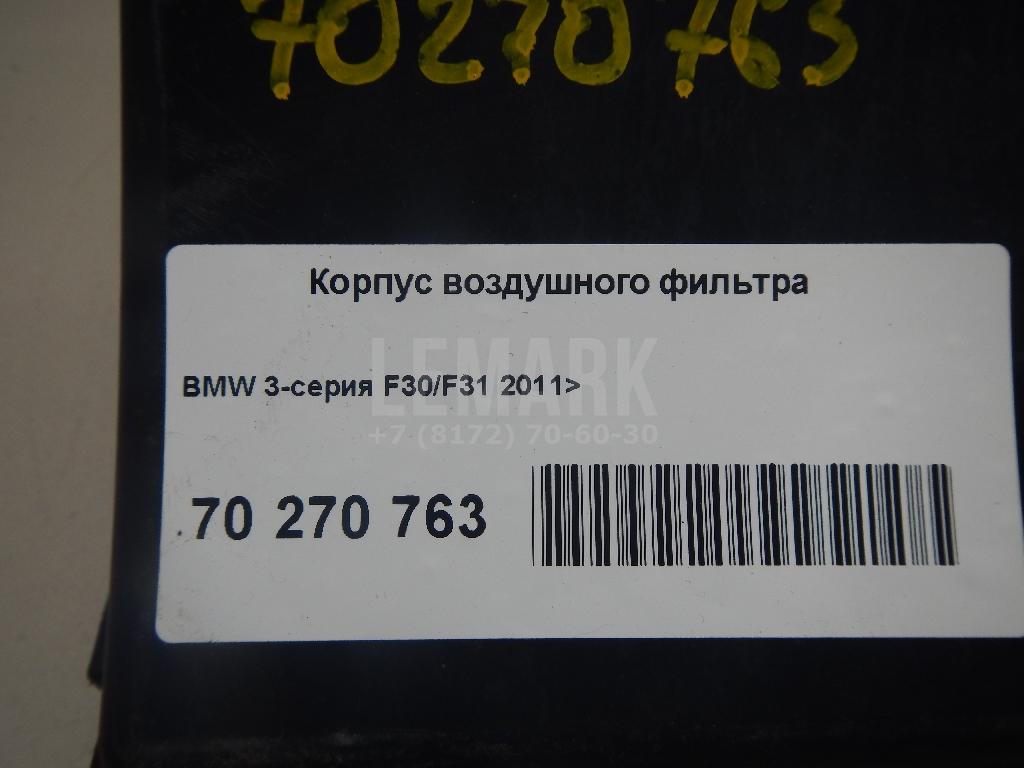 70270763
Корпус воздушного фильтра
LEMARK
BMW 3-серия F30/F31 2011>
+7 (8172) 70-60-30
70 270 763